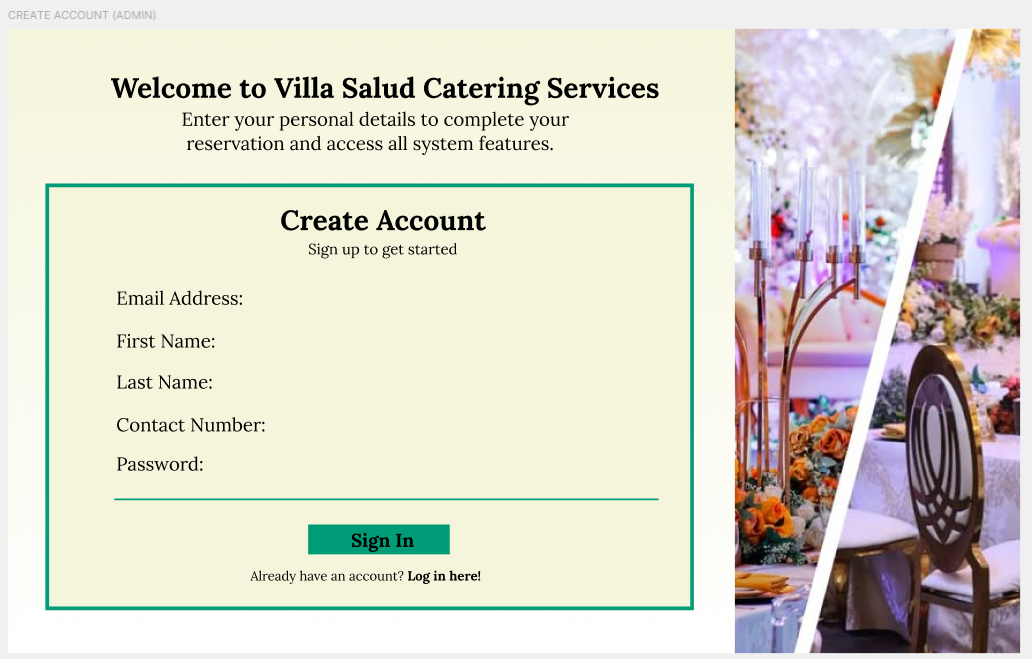 CREATE ACCOUNT (ADMIN)
Welcome to Villa Salud Catering Services
Enter your personal details to complete your
reservation and access all system features.
Create Account
Sign up to get started
Email Address:
First Name:
Last Name:
Contact Number:
Password:
Sign In
Already have an account? Log in here!